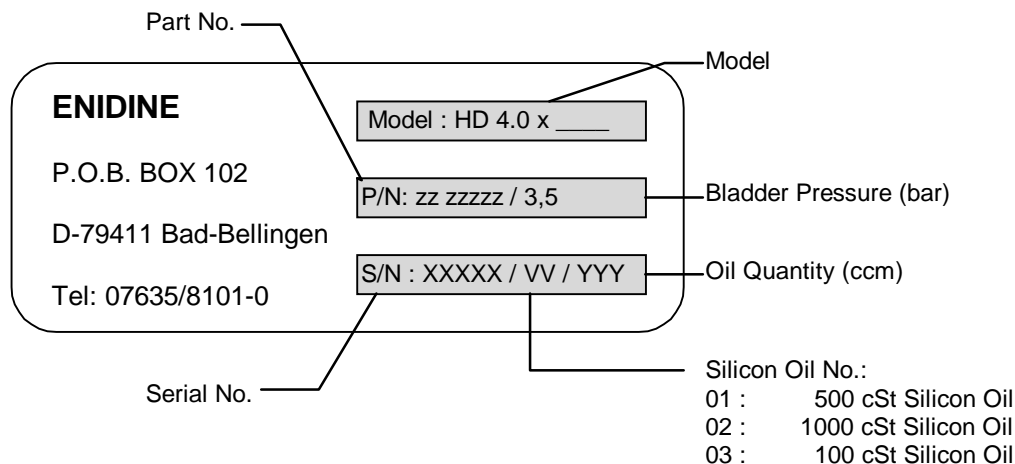 Part No.
Model
ENIDINE
Model : HD 4.0 x ____
P.O.B. BOX 102
P/N: zz zzzzz / 3,5
Bladder Pressure (bar)
D-79411 Bad-Bellingen
S/N : XXXXX / VV / YYY
Oil Quantity (ccm)
Tel: 07635/8101-0
Serial No.
Silicon Oil No.:
01 : 500 cSt Silicon Oil
02 : 1000 cSt Silicon Oil
03 : 100 cSt Silicon Oil